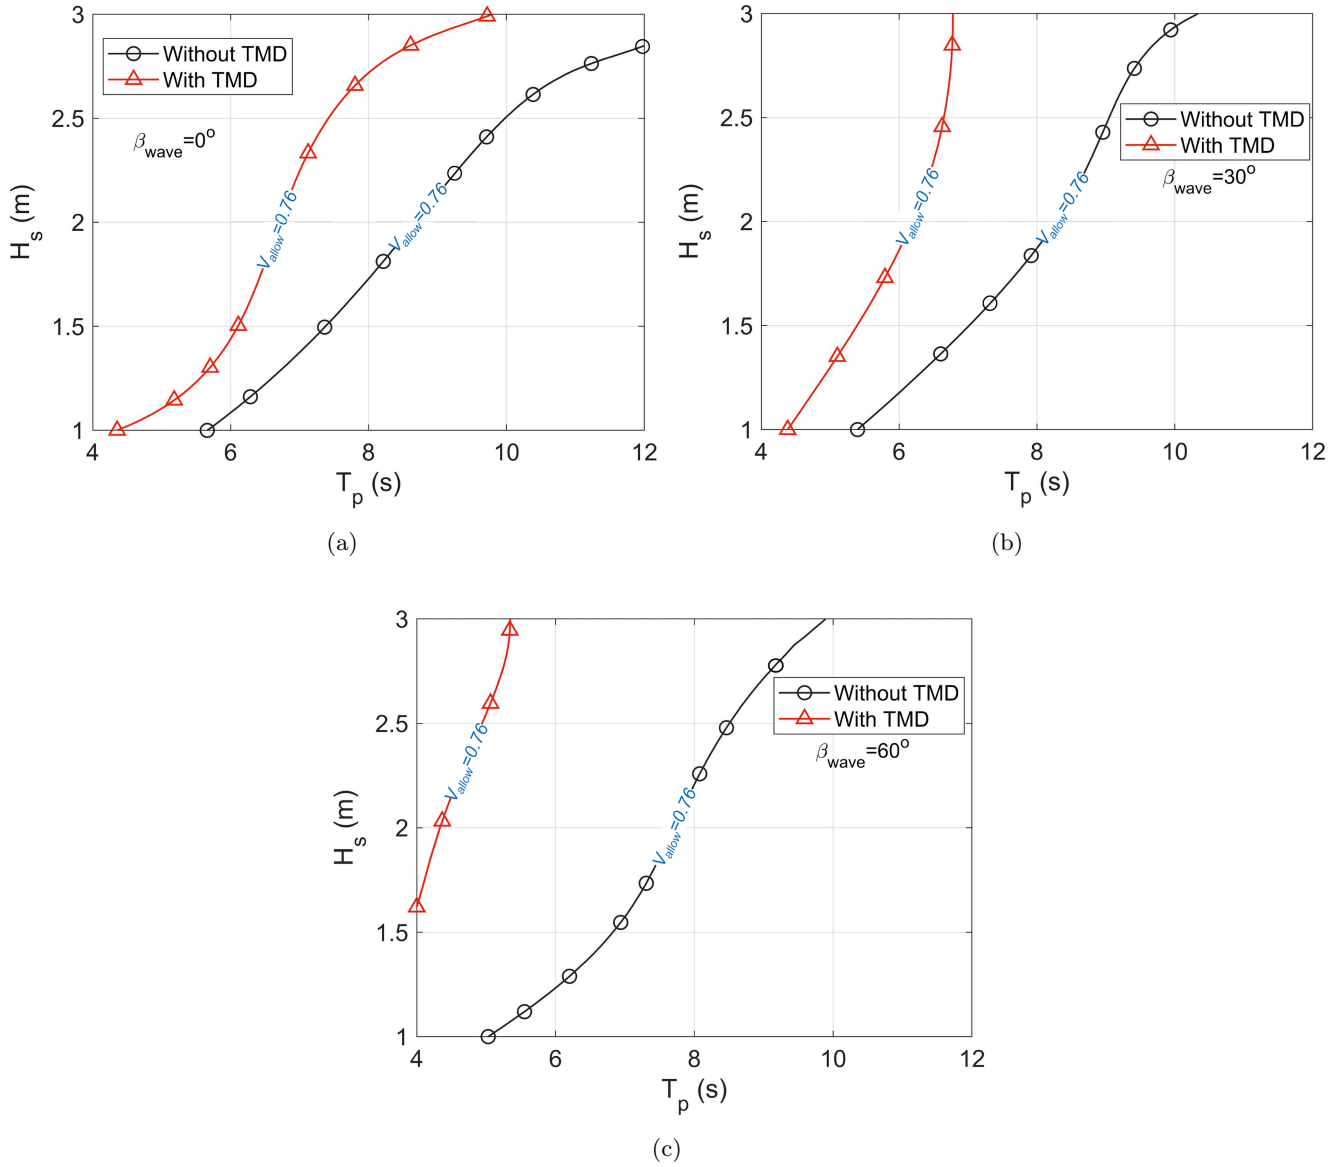 3
2.5
2
1.5
1
H_s (m)
4 6 8 10 12
T_p (s)
Without TMD
With TMD
β_wave=0°
V_allow=0.76
V_allow=0.76
(a)
3
2.5
2
1.5
1
H_s (m)
4 6 8 10 12
T_p (s)
Without TMD
With TMD
β_wave=30°
V_allow=0.76
V_allow=0.76
(b)
3
2.5
2
1.5
1
H_s (m)
4 6 8 10 12
T_p (s)
Without TMD
With TMD
β_wave=60°
V_allow=0.76
V_allow=0.76
(c)